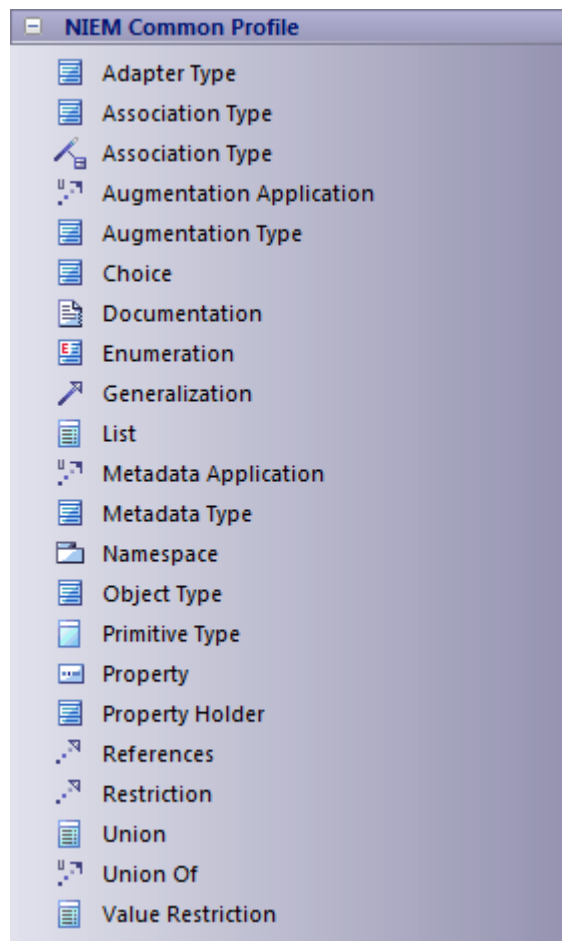 NIEM Common Profile
Adapter Type
Association Type
Association Type
Augmentation Application
Augmentation Type
Choice
Documentation
Enumeration
Generalization
List
Metadata Application
Metadata Type
Namespace
Object Type
Primitive Type
Property
Property Holder
References
Restriction
Union
Union Of
Value Restriction